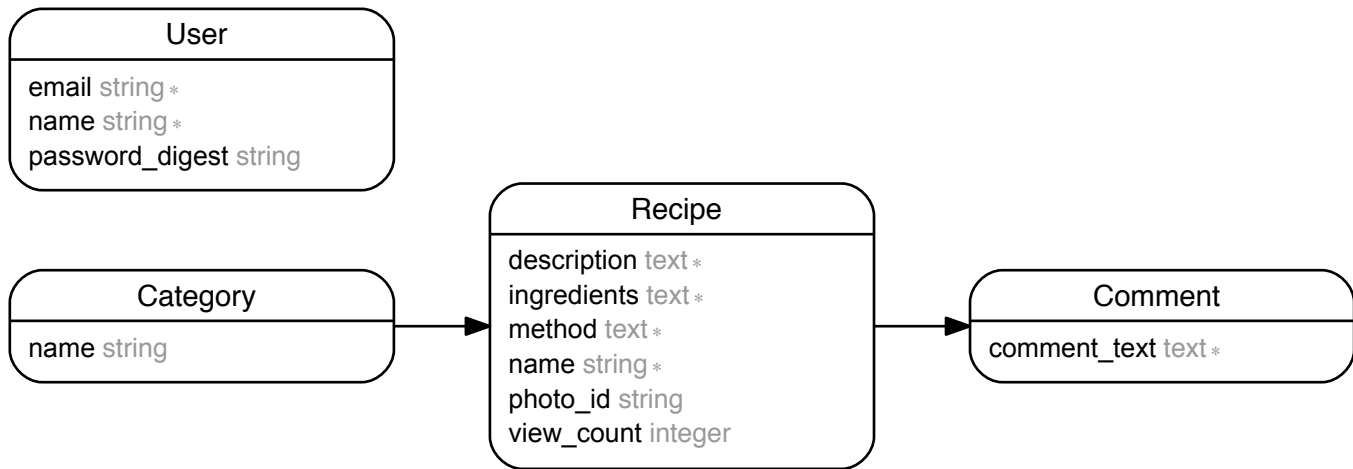 User
email string *
name string *
password_digest string
Category
name string
Recipe
description text *
ingredients text *
method text *
name string *
photo_id string
view_count integer
Comment
comment_text text *